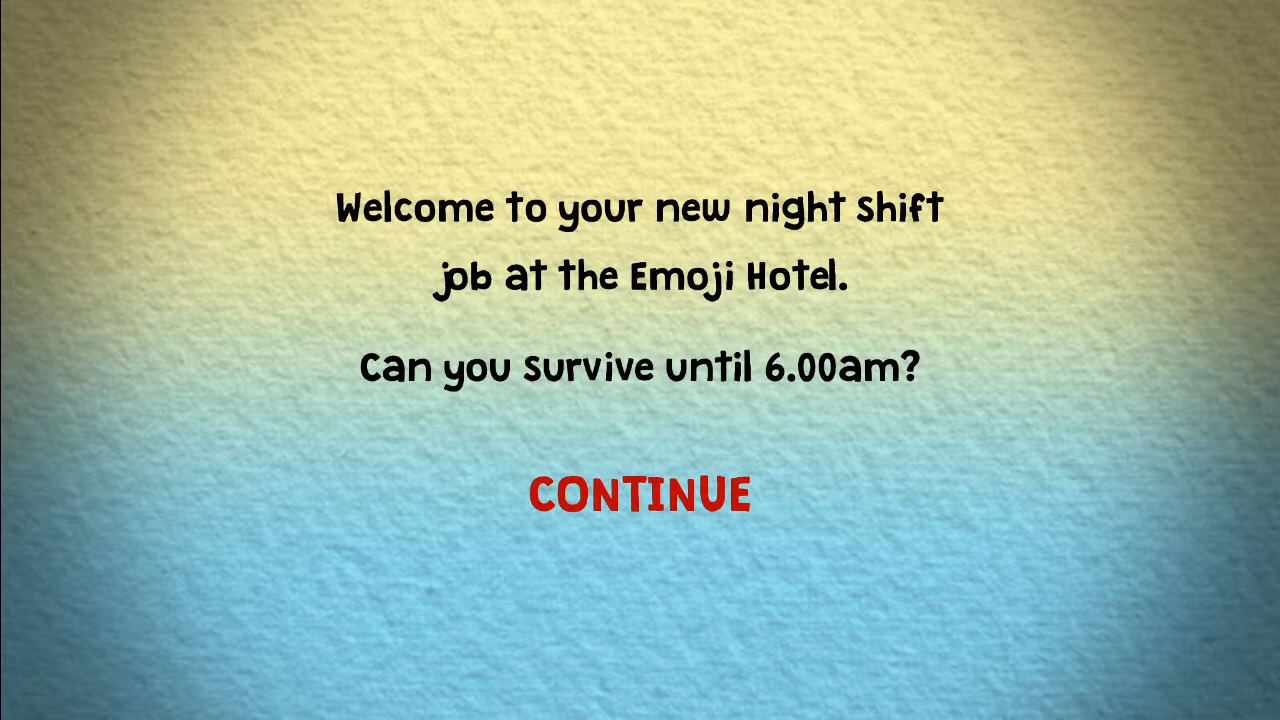 Welcome to your new night shift
job at the Emoji Hotel.
Can you survive until 6.00am?
CONTINUE